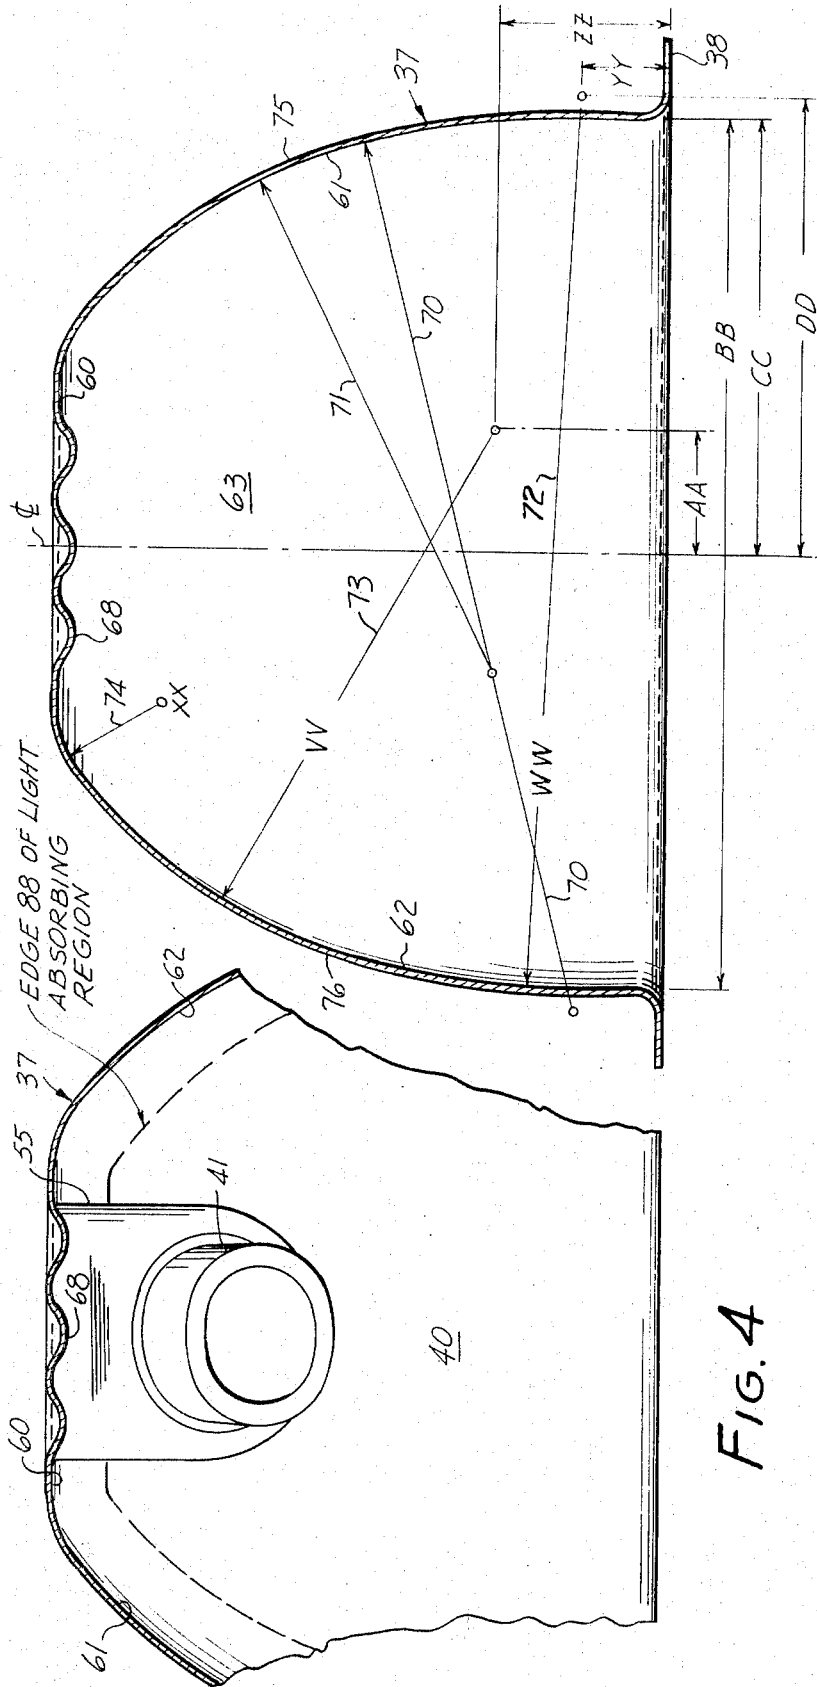 EDGE 88 OF LIGHT
ABSORBING
REGION
37
55
62
41
68
60
61
40
FIG. 4
℄
60
68
63
74
XX
75
61
37
71
70
73
VV
72
WW
70
62
76
ZZ
YY
38
AA
BB
CC
DD